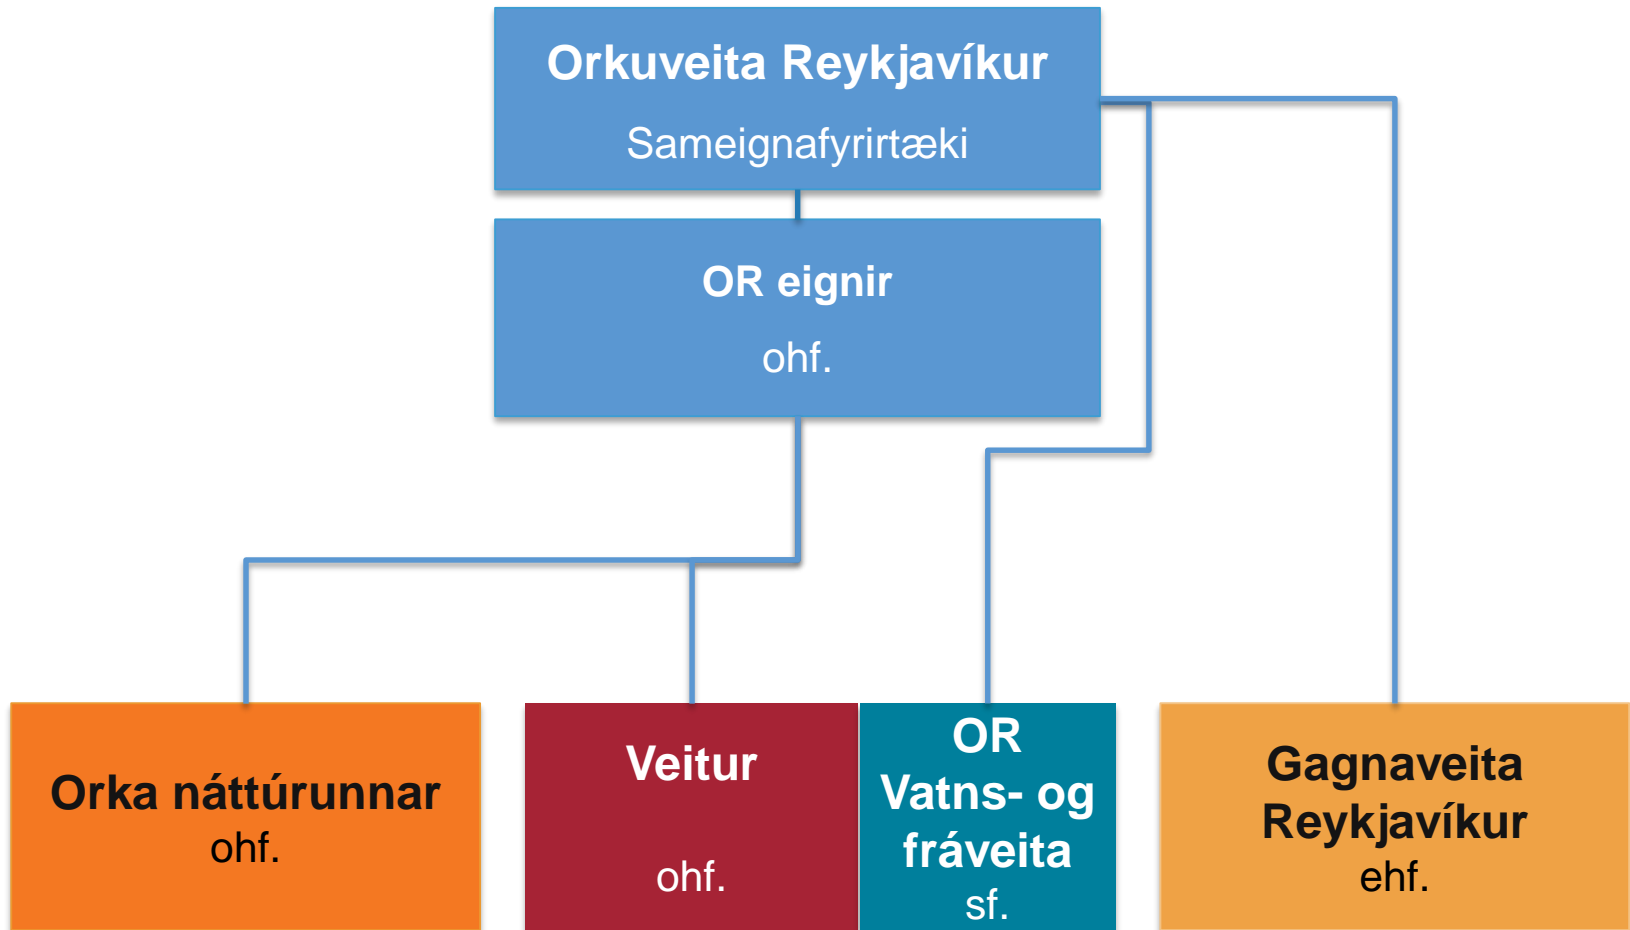 Orkuveita Reykjavíkur
Sameignafyrirtæki
OR eignir
ohf.
Orka náttúrunnar
ohf.
Veitur
ohf.
OR
Vatns- og
fráveita
sf.
Gagnaveita
Reykjavíkur
ehf.